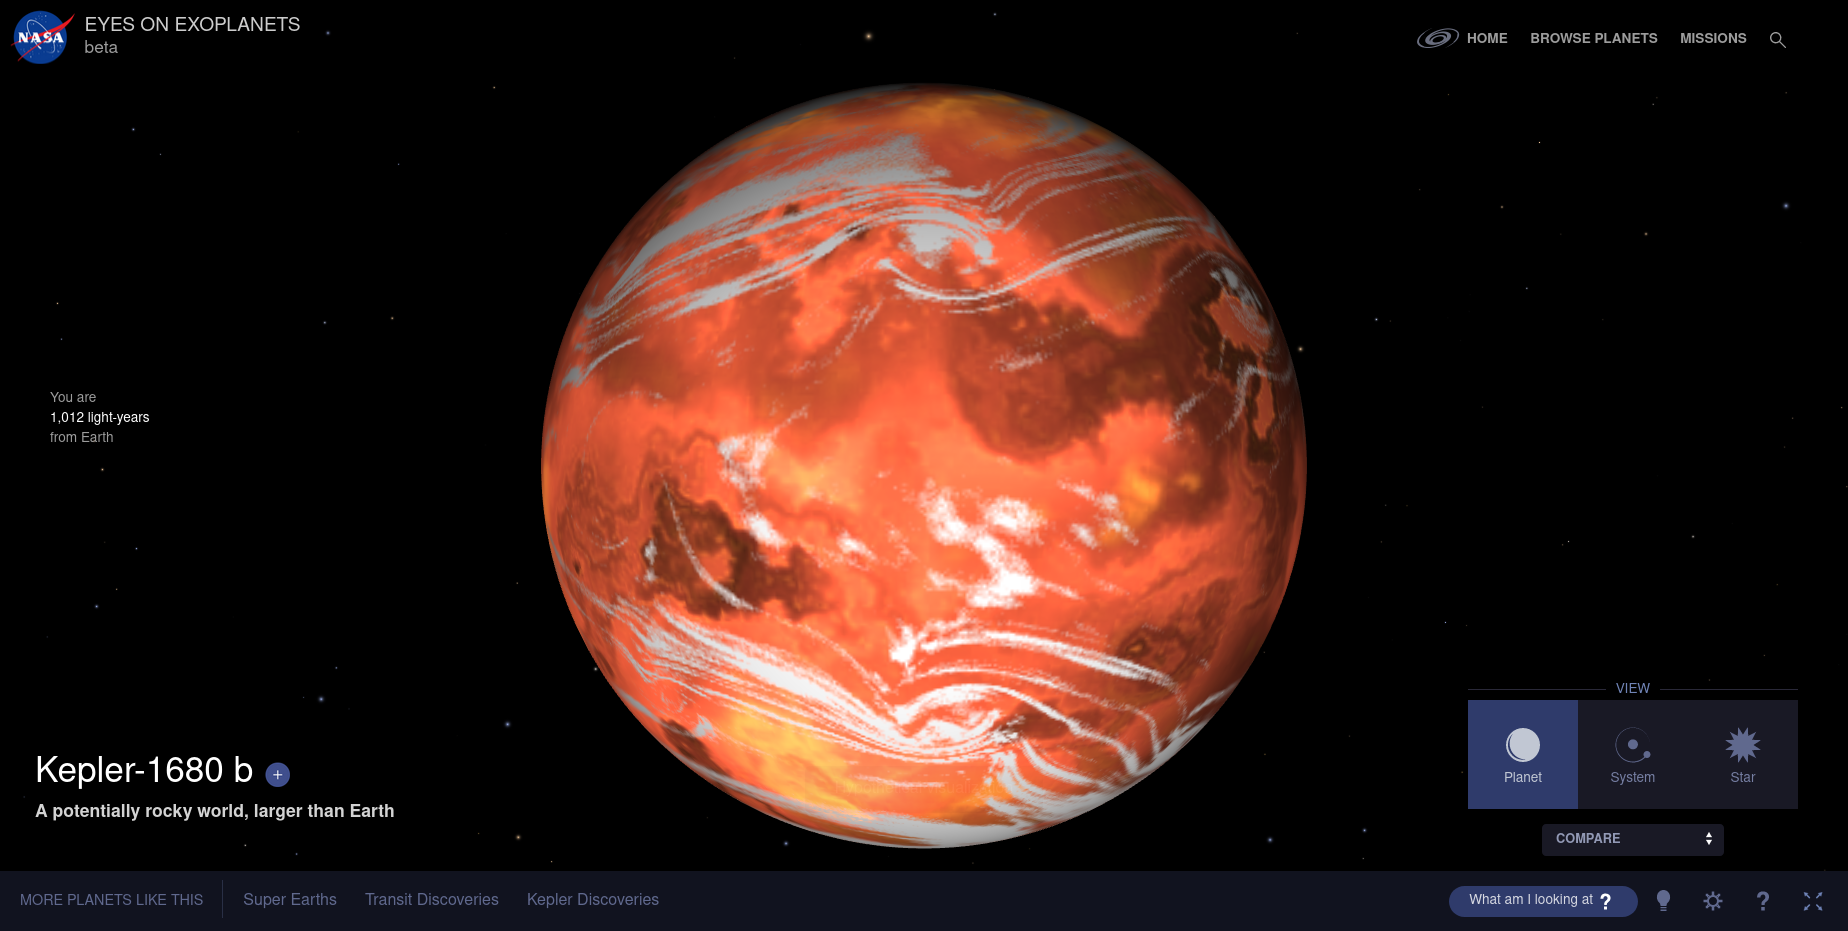 NASA
EYES ON EXOPLANETS
beta
HOME BROWSE PLANETS MISSIONS
You are
1,012 light-years
from Earth
Kepler-1680 b +
A potentially rocky world, larger than Earth
VIEW
Planet System Star
COMPARE
MORE PLANETS LIKE THIS Super Earths Transit Discoveries Kepler Discoveries
What am I looking at ? ?